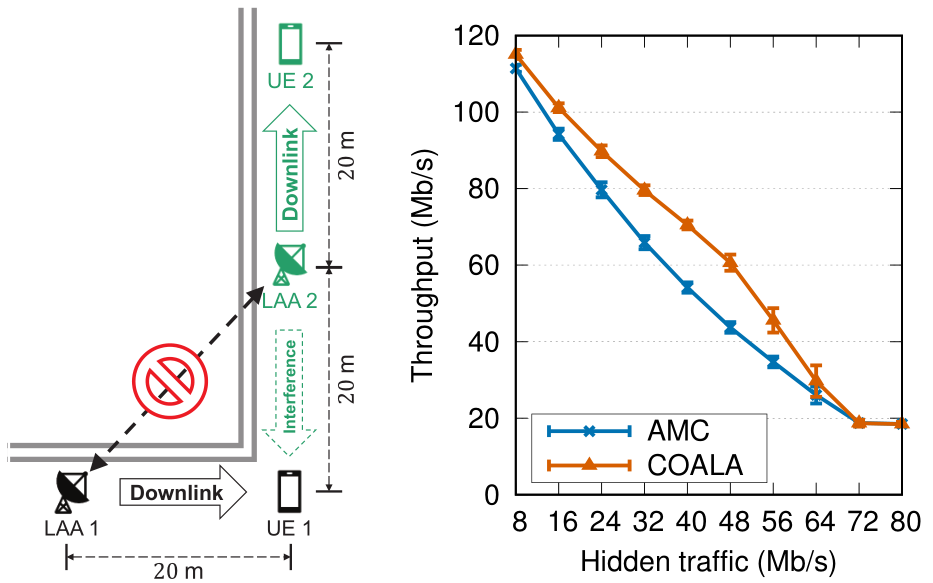 UE 2
20 m
Downlink
LAA 2
Interference
20 m
LAA 1
Downlink
UE 1
20 m
Throughput (Mb/s)
120
100
80
60
40
20
0
AMC
COALA
8 16 24 32 40 48 56 64 72 80
Hidden traffic (Mb/s)